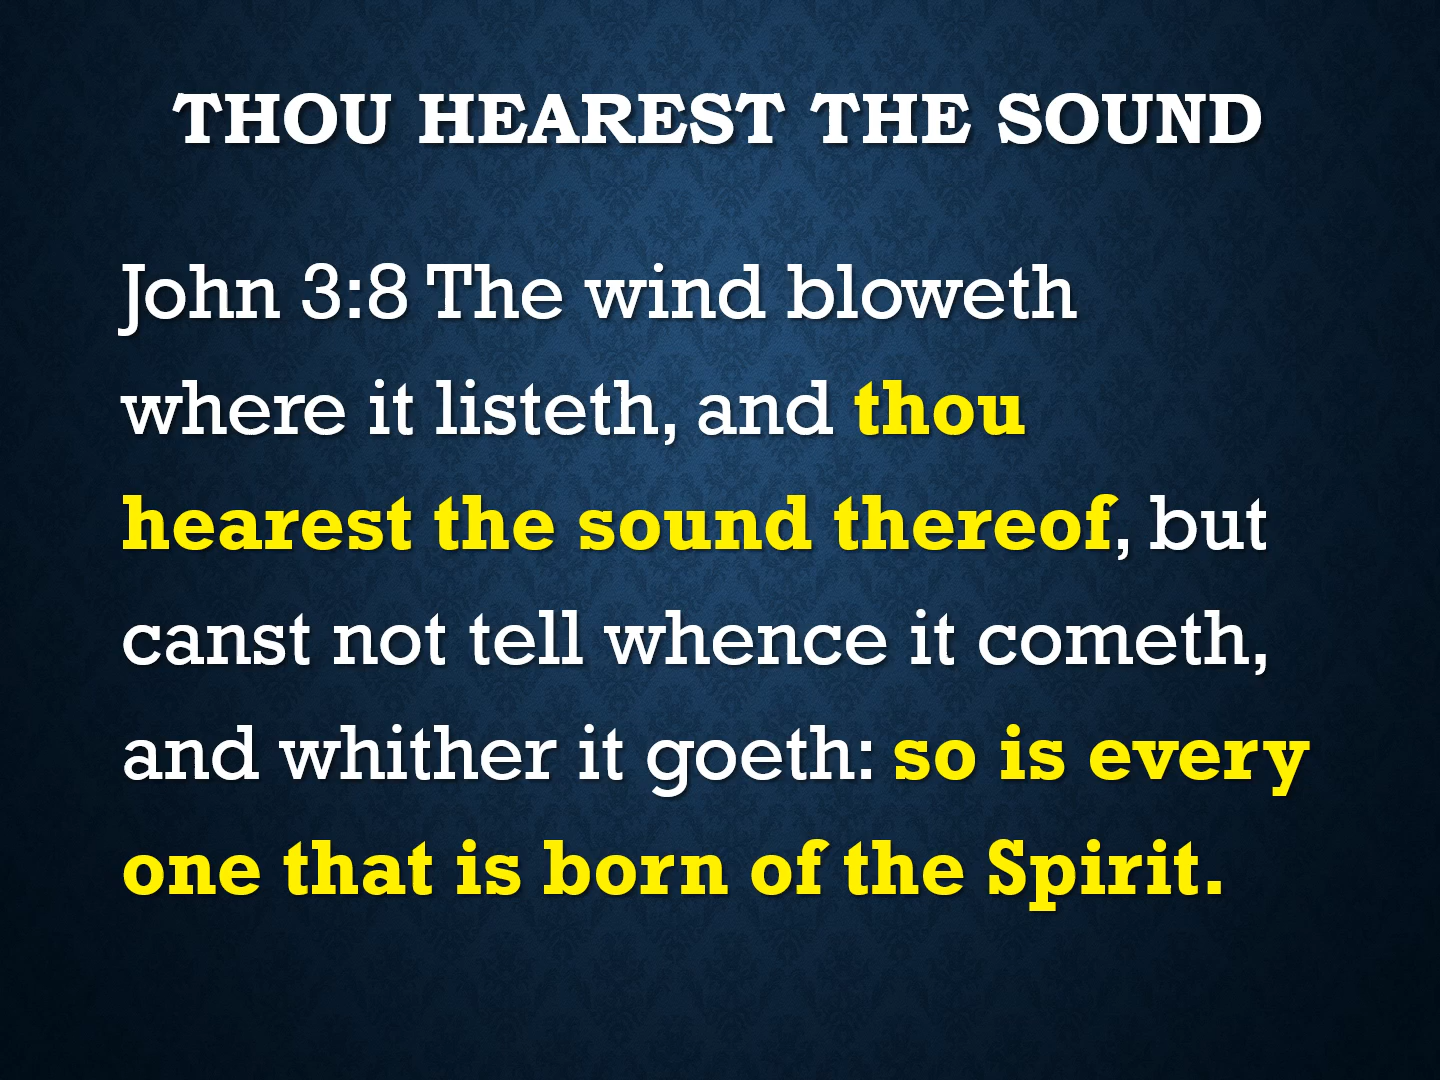 THOU HEAREST THE SOUND
John 3:8 The wind bloweth
where it listeth, and thou
hearest the sound thereof, but
canst not tell whence it cometh,
and whither it goeth: so is every
one that is born of the Spirit.